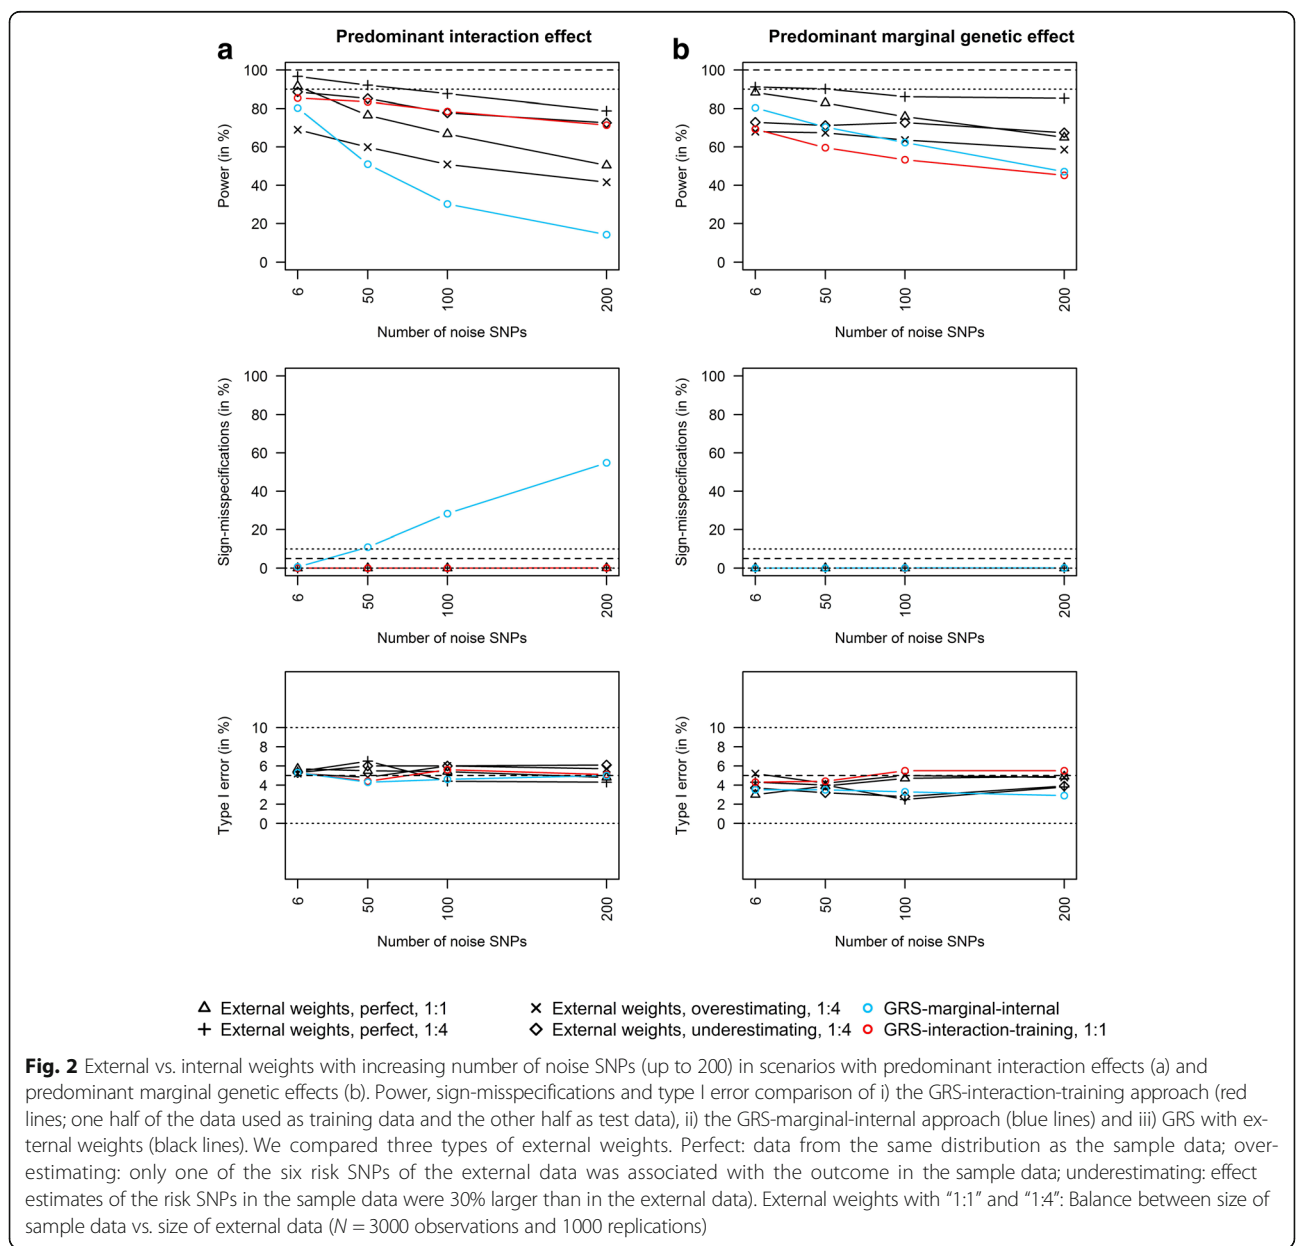 a
Predominant interaction effect
100
80
60
40
20
0
Power (in %)
6
50
100
200
Number of noise SNPs
b
Predominant marginal genetic effect
100
80
60
40
20
0
Power (in %)
6
50
100
200
Number of noise SNPs
100
80
60
40
20
0
Sign-misspecifications (in %)
6
50
100
200
Number of noise SNPs
100
80
60
40
20
0
Sign-misspecifications (in %)
6
50
100
200
Number of noise SNPs
10
8
6
4
2
0
Type I error (in %)
6
50
100
200
Number of noise SNPs
10
8
6
4
2
0
Type I error (in %)
6
50
100
200
Number of noise SNPs
External weights, perfect, 1:1
External weights, perfect, 1:4
External weights, overestimating, 1:4
External weights, underestimating, 1:4
GRS-marginal-internal
GRS-interaction-training, 1:1
Fig. 2 External vs. internal weights with increasing number of noise SNPs (up to 200) in scenarios with predominant interaction effects (a) and
predominant marginal genetic effects (b). Power, sign-misspecifications and type I error comparison of i) the GRS-interaction-training approach (red
lines; one half of the data used as training data and the other half as test data), ii) the GRS-marginal-internal approach (blue lines) and iii) GRS with ex-
ternal weights (black lines). We compared three types of external weights. Perfect: data from the same distribution as the sample data; over-
estimating: only one of the six risk SNPs of the external data was associated with the outcome in the sample data; underestimating: effect
estimates of the risk SNPs in the sample data were 30% larger than in the external data). External weights with “1:1” and “1:4”: Balance between size of
sample data vs. size of external data (N = 3000 observations and 1000 replications)